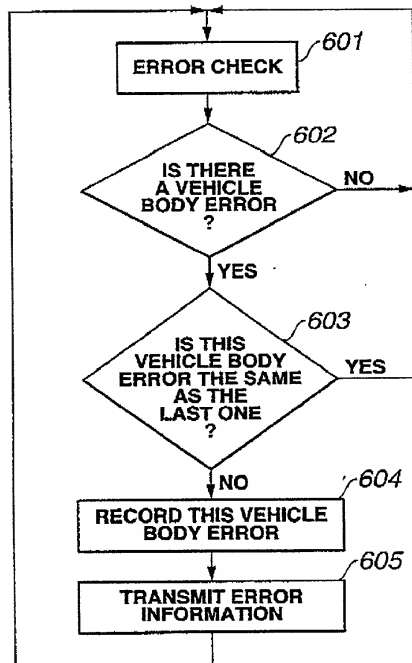 601
ERROR CHECK
602
IS THERE
A VEHICLE
BODY ERROR
?
NO
YES
603
IS THIS
VEHICLE BODY
ERROR THE SAME
AS THE
LAST ONE
?
YES
NO
604
RECORD THIS VEHICLE
BODY ERROR
605
TRANSMIT ERROR
INFORMATION